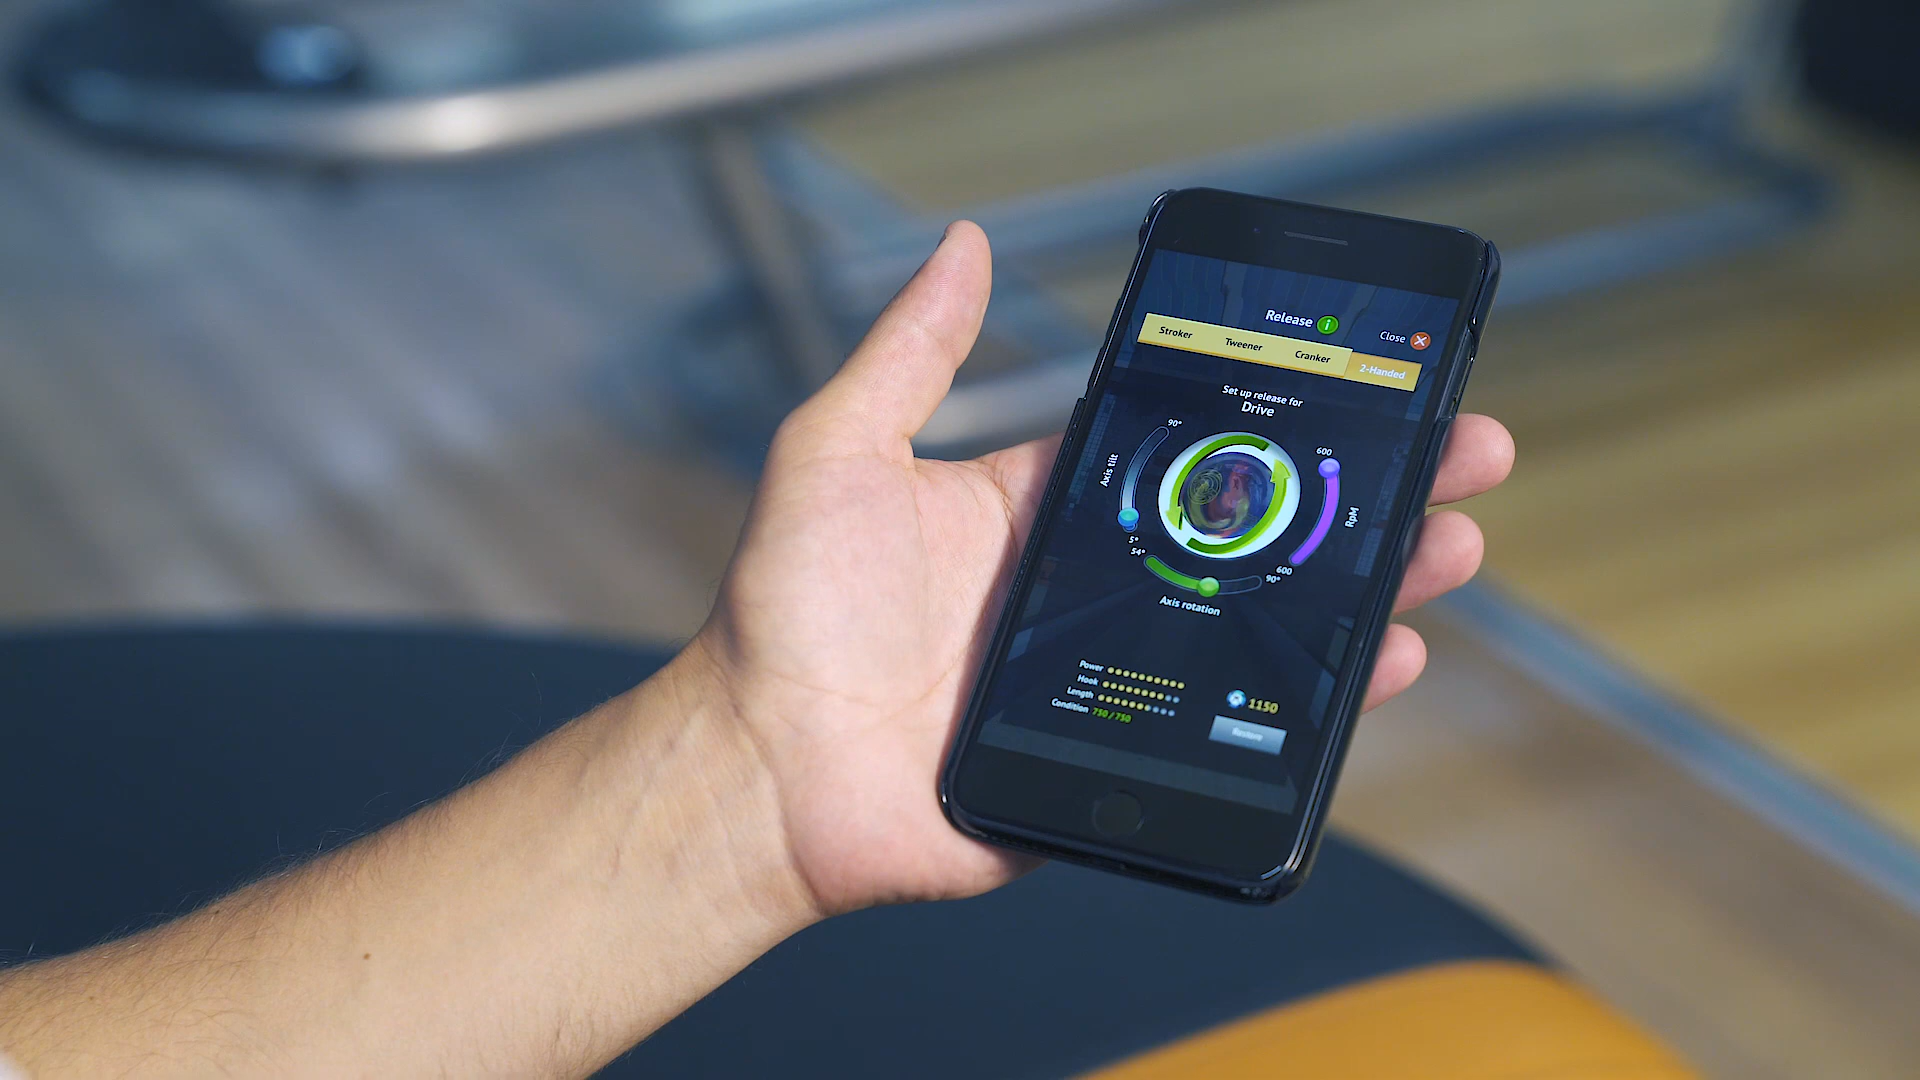 Release i
Close
Stroker Tweener Cranker 2-Handed
Set up release for
Drive
90°
Axis tilt
5°
600
RpM
600
54°
90°
Axis rotation
Power
Hook
Length
Condition 750/750
1150
Restore